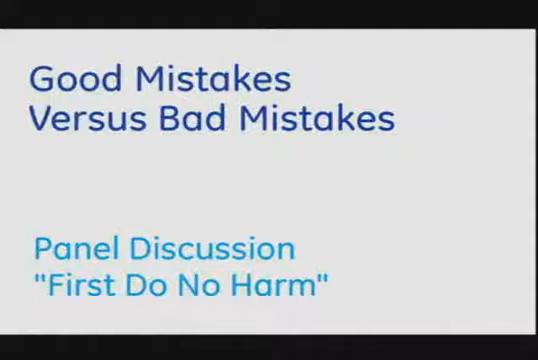 Good Mistakes
Versus Bad Mistakes
Panel Discussion
"First Do No Harm"